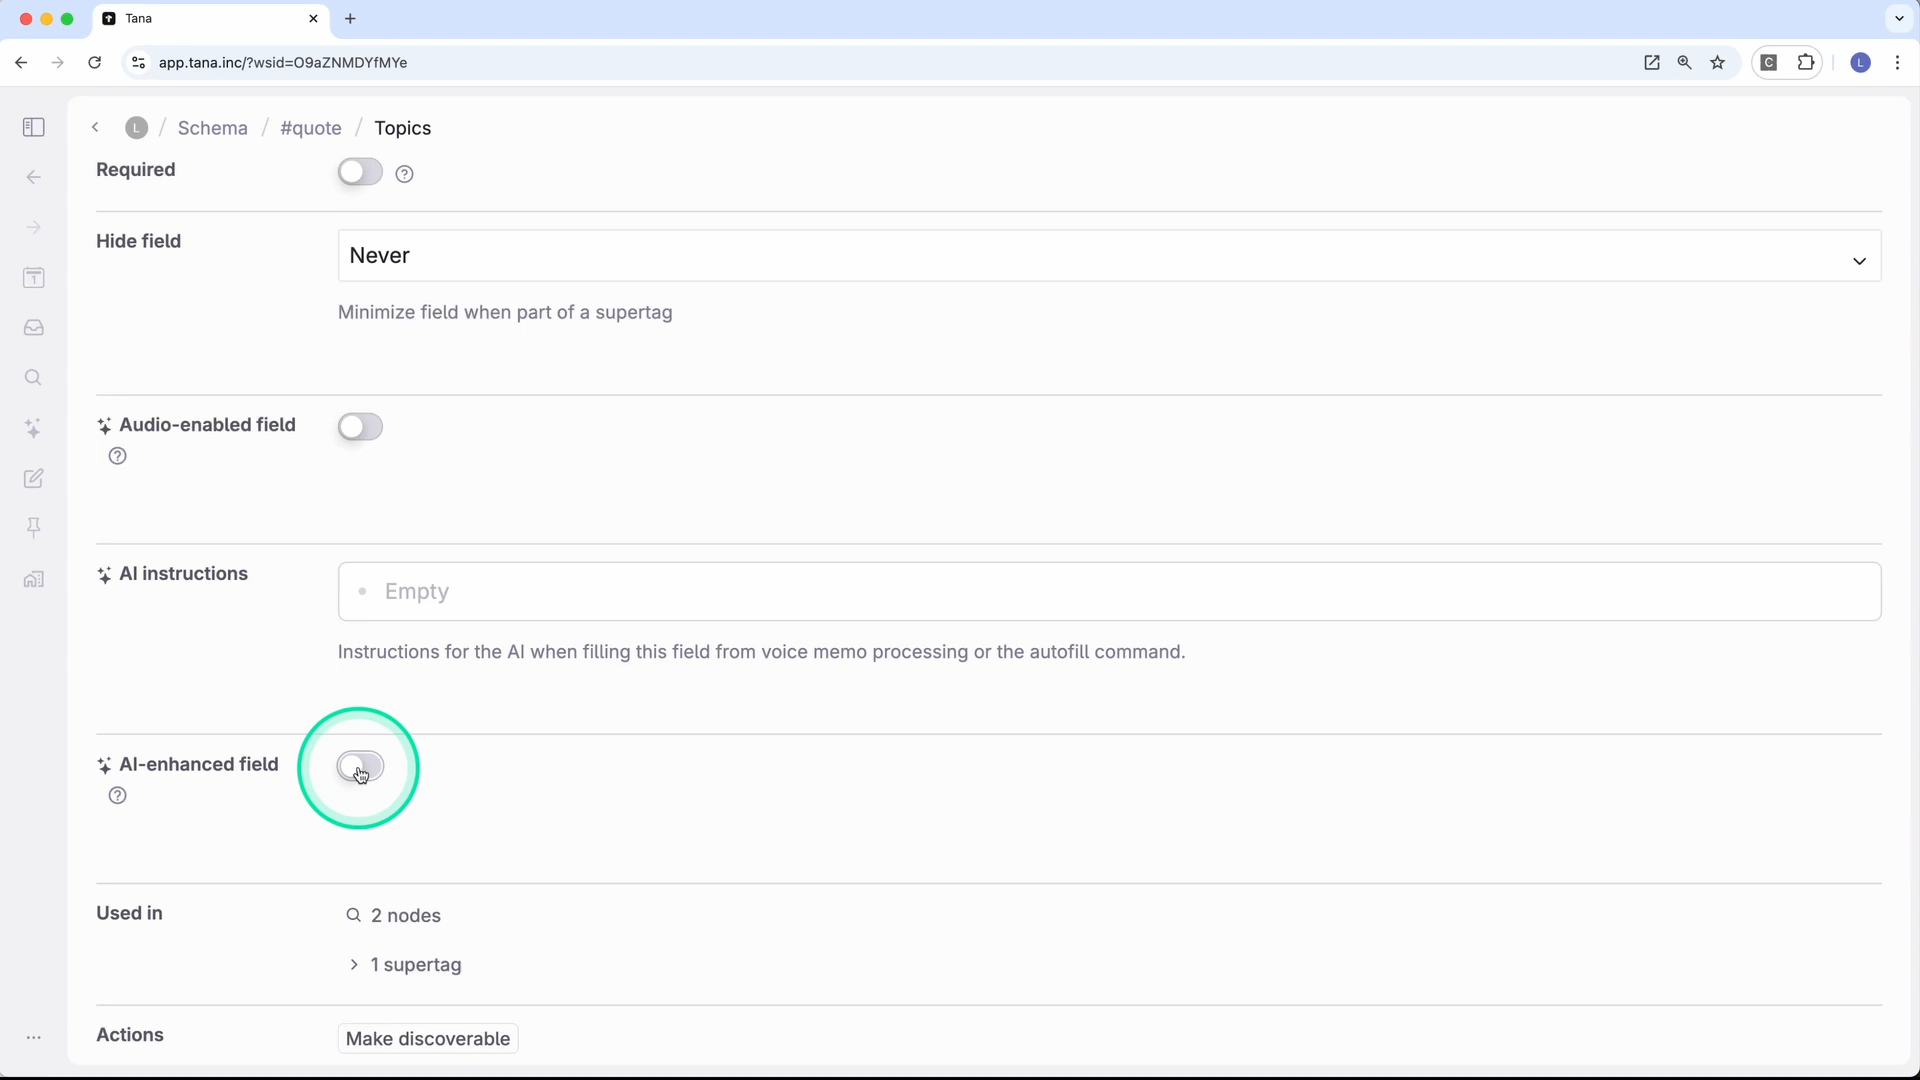 Tana
app.tana.inc/?wsid=O9aZNMDYfMYe
C
L
L / Schema / #quote / Topics
Required
Hide field
Never
Minimize field when part of a supertag
Audio-enabled field
AI instructions
Empty
Instructions for the AI when filling this field from voice memo processing or the autofill command.
AI-enhanced field
Used in
2 nodes
1 supertag
Actions
Make discoverable